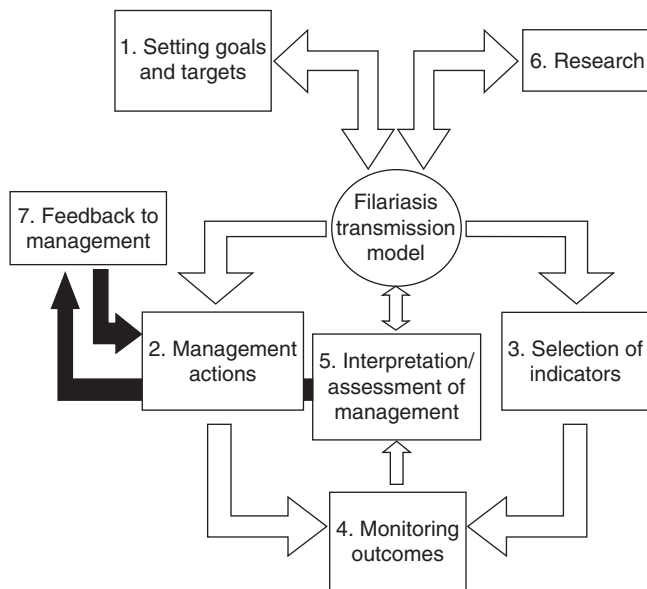 1. Setting goals
and targets
6. Research
Filariasis
transmission
model
7. Feedback to
management
2. Management
actions
5. Interpretation/
assessment of
management
3. Selection of
indicators
4. Monitoring
outcomes